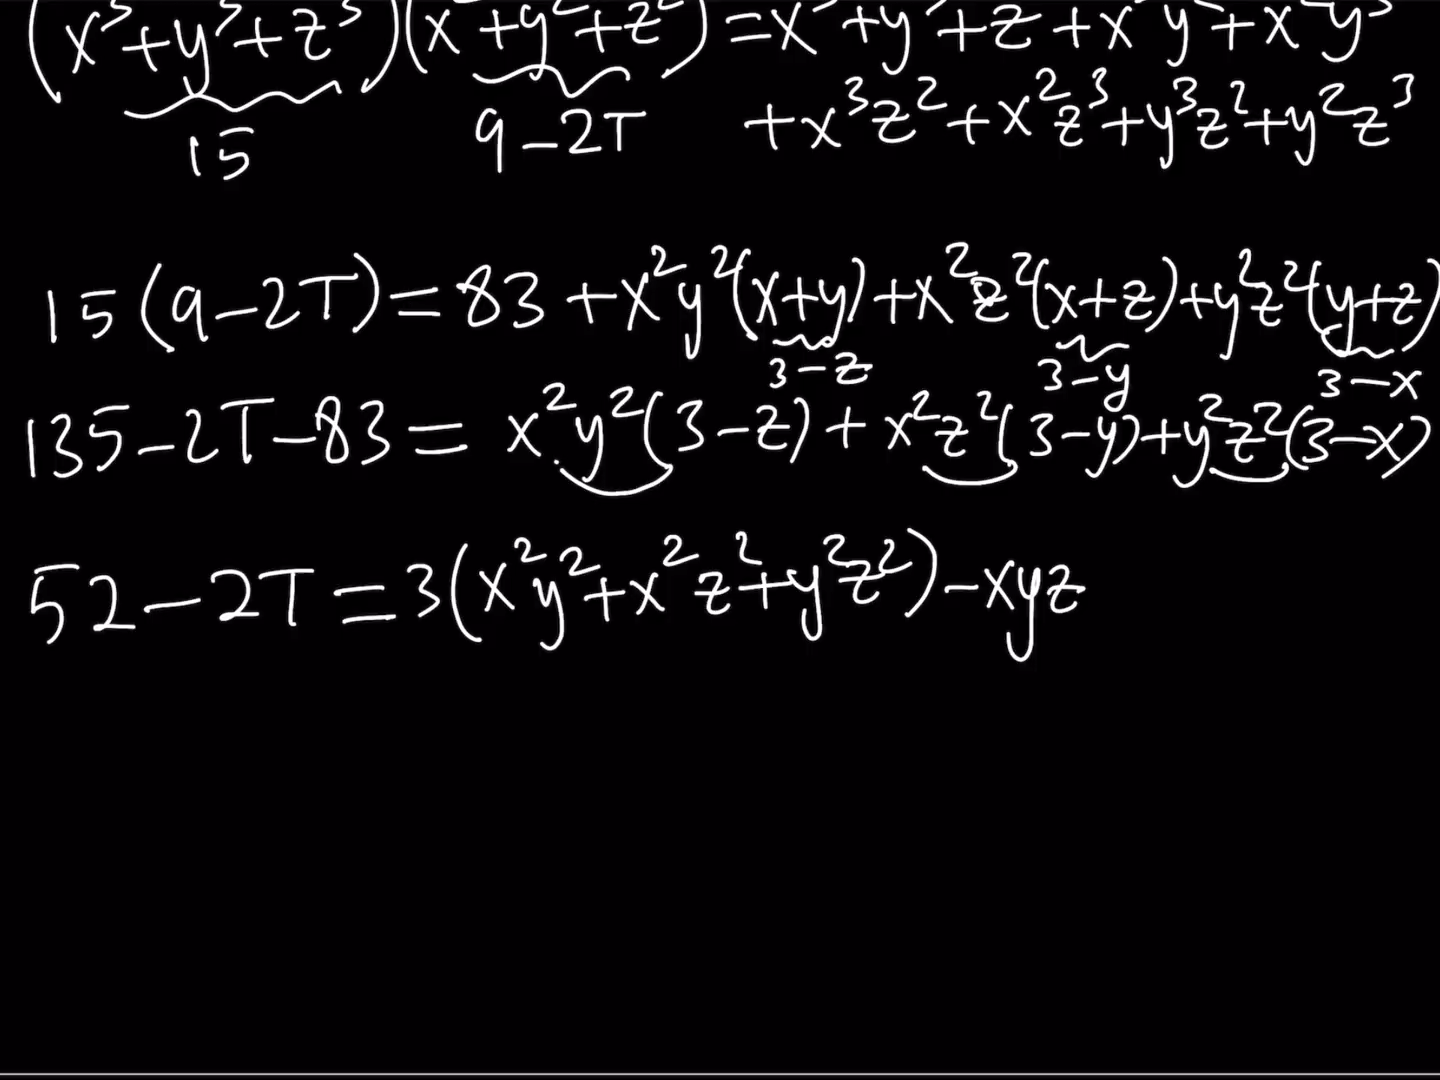 (x³+y³+z³)(x²+y²+z²)=x⁵+y⁵+z⁵+x³y²+x²y³
15 9-2T +x³z²+x²z³+y³z²+y²z³
15(9-2T)=83+x²y²(x+y)+x²z²(x+z)+y²z²(y+z)
3-z 3-y 3-x
135-2T-83= x²y²(3-z)+x²z²(3-y)+y²z²(3-x)
52-2T=3(x²y²+x²z²+y²z²)-xyz